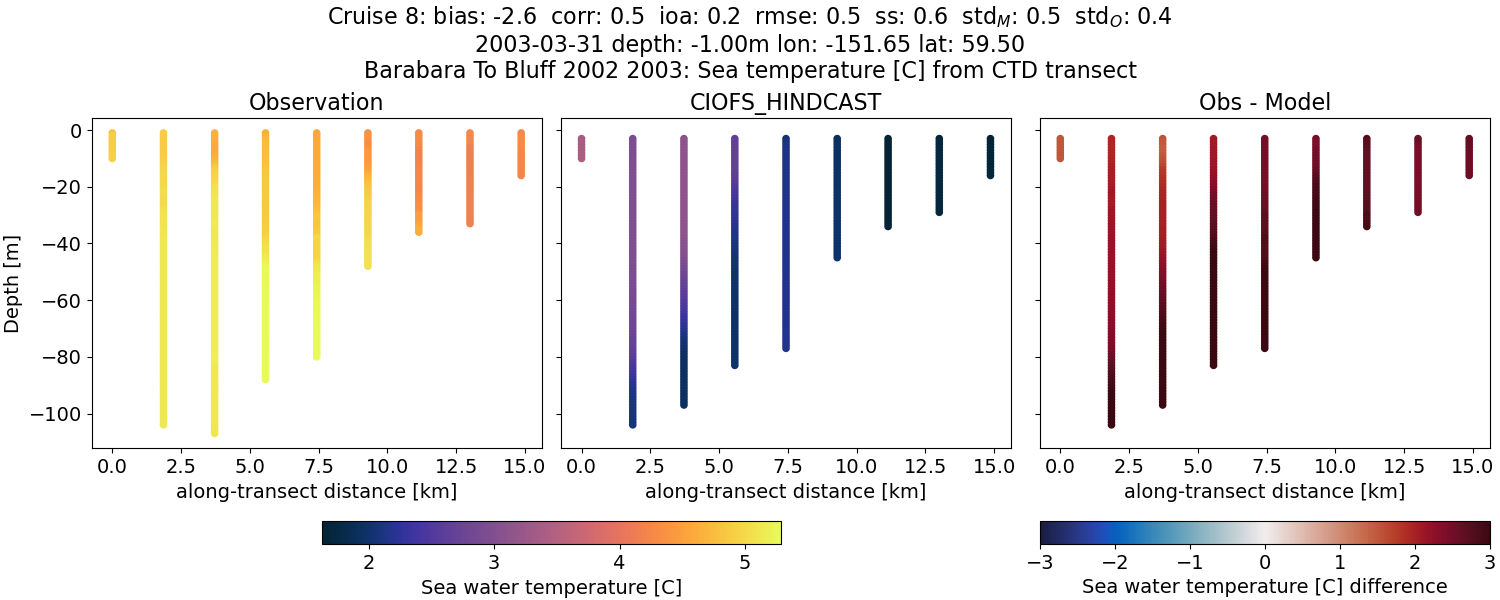 Cruise 8: bias: -2.6 corr: 0.5 ioa: 0.2 rmse: 0.5 ss: 0.6 std_M: 0.5 std_O: 0.4
2003-03-31 depth: -1.00m lon: -151.65 lat: 59.50
Barabara To Bluff 2002 2003: Sea temperature [C] from CTD transect
Observation
CIOFS_HINDCAST
Obs - Model
Depth [m]
0
−20
−40
−60
−80
−100
0.0 2.5 5.0 7.5 10.0 12.5 15.0
0.0 2.5 5.0 7.5 10.0 12.5 15.0
0.0 2.5 5.0 7.5 10.0 12.5 15.0
along-transect distance [km]
along-transect distance [km]
along-transect distance [km]
2 3 4 5
Sea water temperature [C]
−3 −2 −1 0 1 2 3
Sea water temperature [C] difference